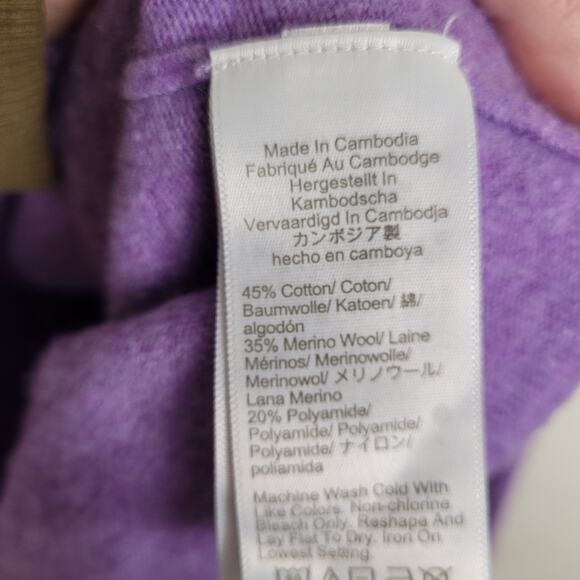 Made In Cambodia
Fabriqué Au Cambodge
Hergestellt In
Kambodscha
Vervaardigd In Cambodja
カンボジア製
hecho en camboya
45% Cotton/ Coton/
Baumwolle/ Katoen/ 綿/
algodón
35% Merino Wool/ Laine
Mérinos/ Merinowolle/
Merinowol/ メリノウール/
Lana Merino
20% Polyamide/
Polyamide/ Polyamide/
Polyamide/ ナイロン/
poliamida
Machine Wash Cold With
Like Colors. Non-chlorine
Bleach Only. Reshape And
Lay Flat To Dry. Iron On
Lowest Setting.